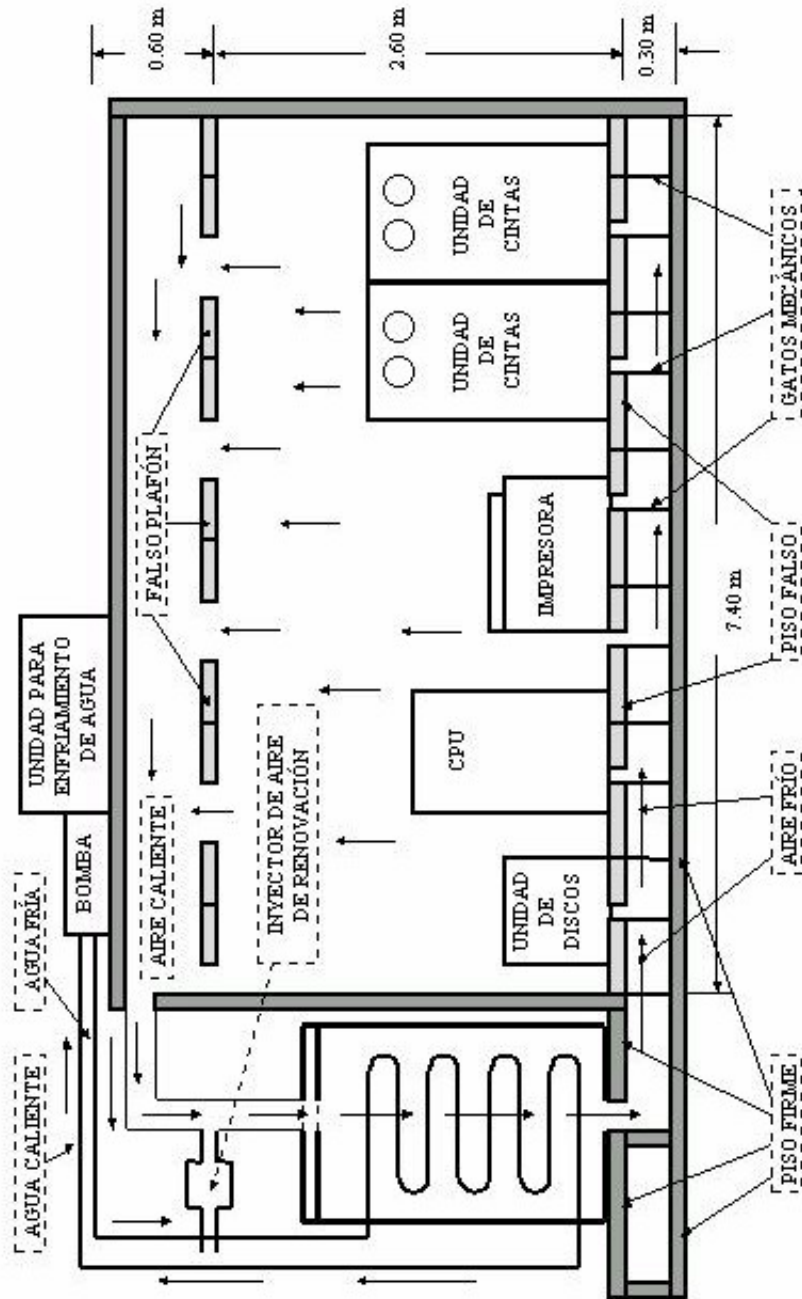 0.60 m
2.60 m
0.30 m
UNIDAD PARA
ENFRIAMIENTO
DE AGUA
BOMBA
AGUA FRÍA
AGUA CALIENTE
FALSO PLAFÓN
AIRE CALIENTE
INYECTOR DE AIRE
DE RENOVACIÓN
UNIDAD
DE
DISCOS
CPU
IMPRESORA
UNIDAD
DE
CINTAS
UNIDAD
DE
CINTAS
7.40 m
PISO FIRME
AIRE FRÍO
PISO FALSO
GATOS MECÁNICOS